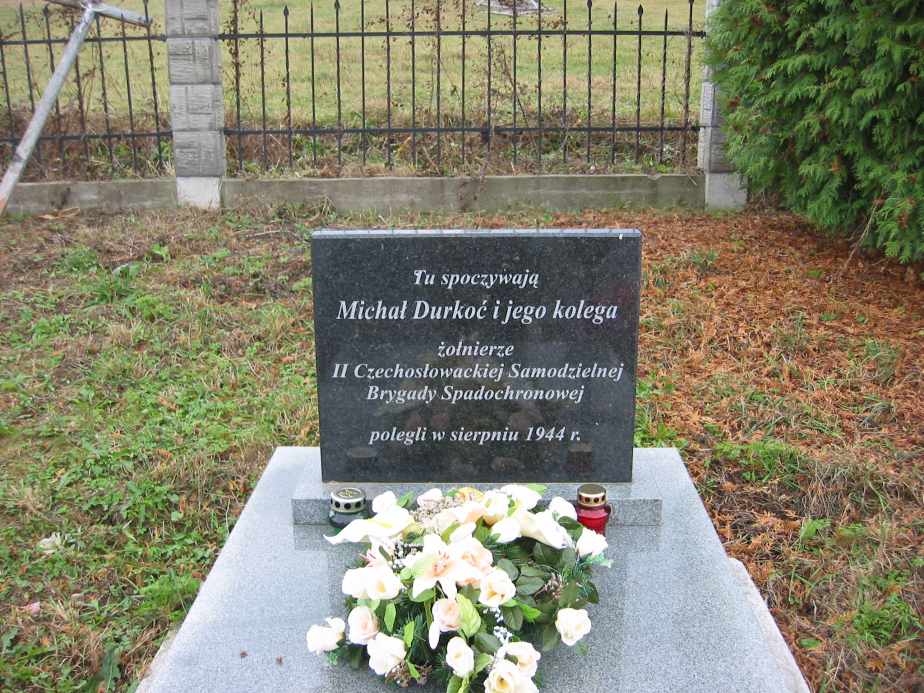 Tu spoczywają
Michał Durkoć i jego kolega
żołnierze
II Czechosłowackiej Samodzielnej
Brygady Spadochronowej
polegli w sierpniu 1944 r.